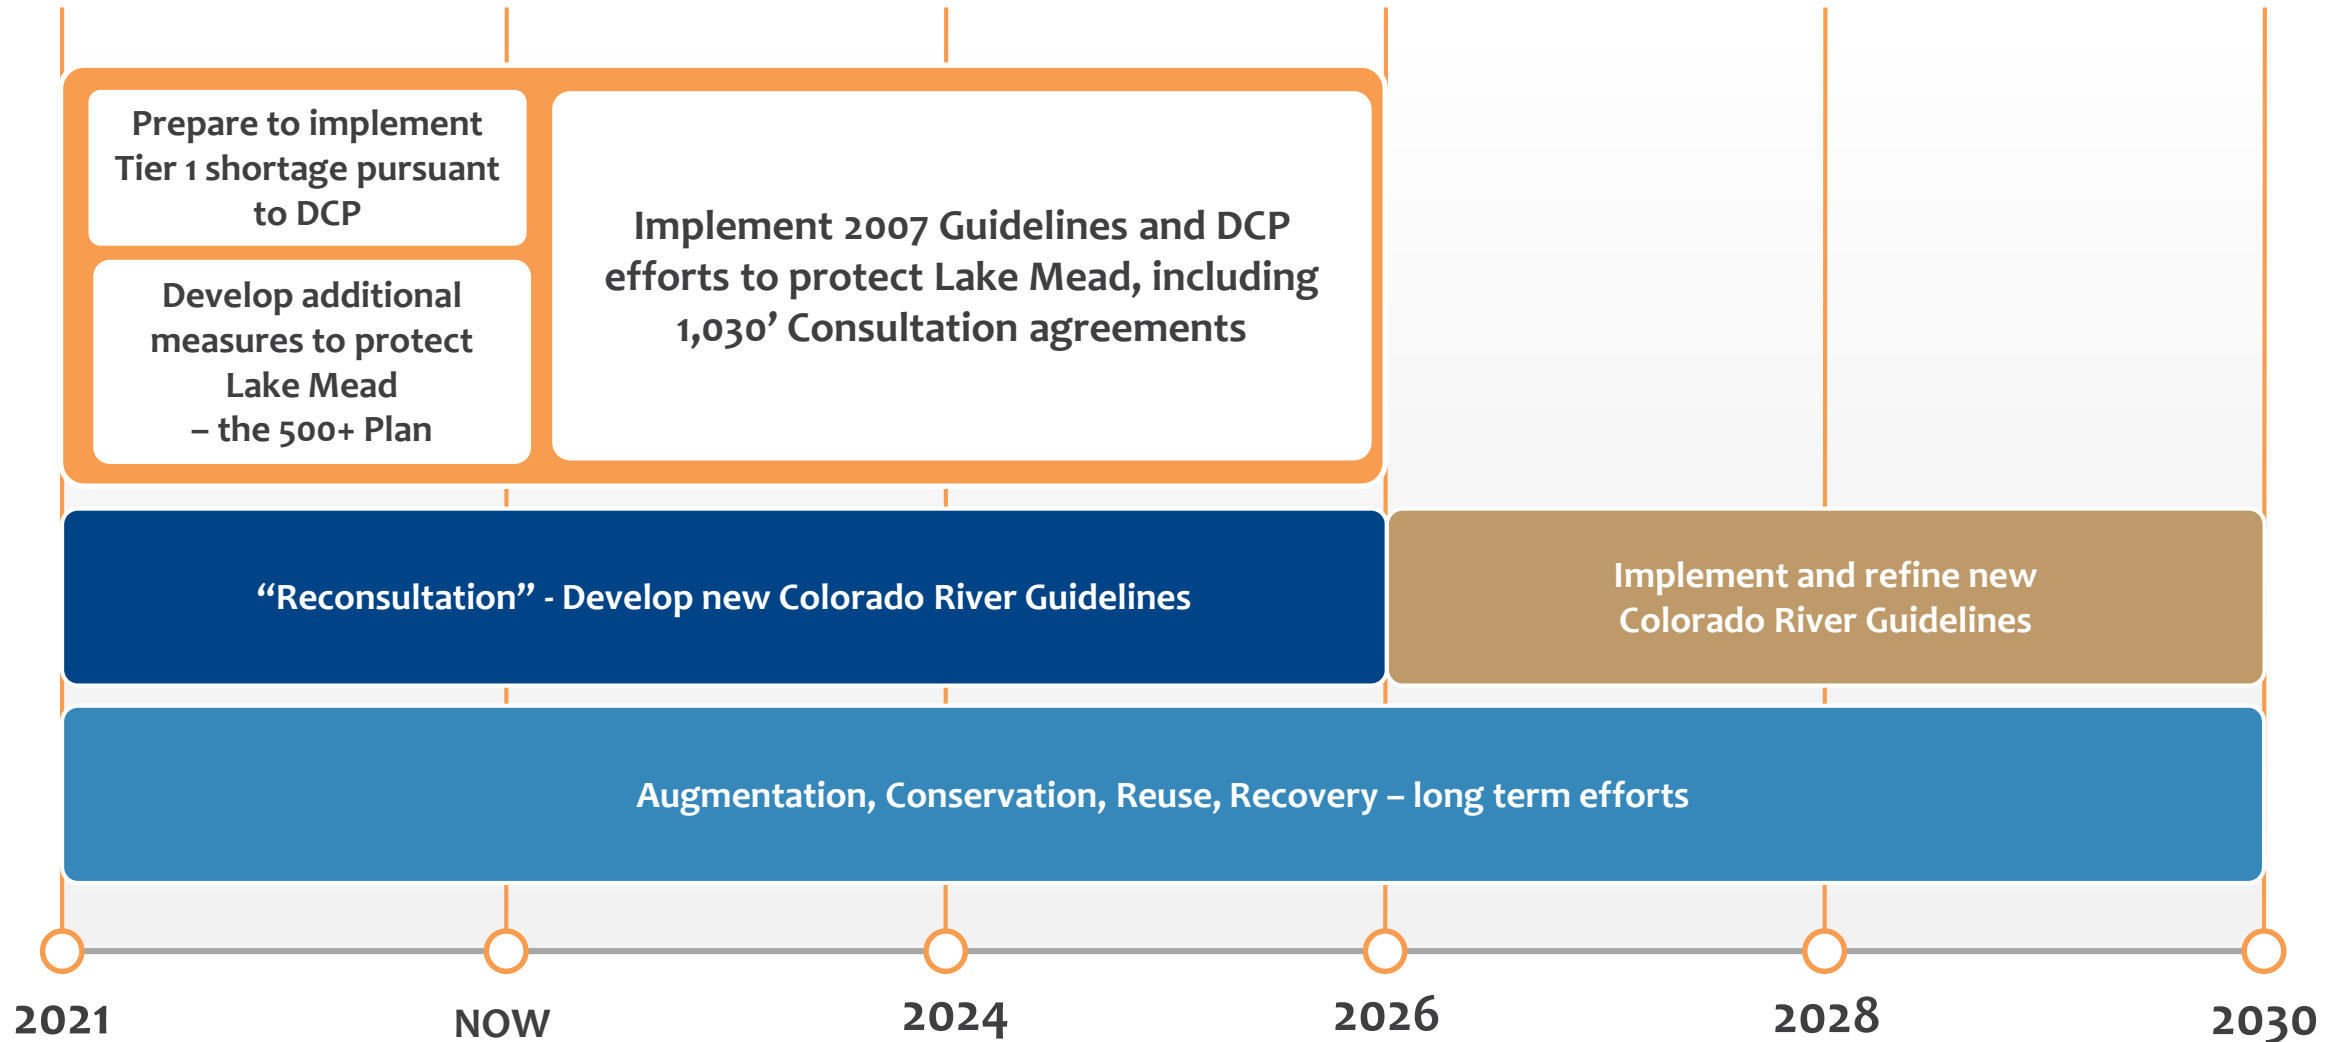 Prepare to implement
Tier 1 shortage pursuant
to DCP
Develop additional
measures to protect
Lake Mead
– the 500+ Plan
Implement 2007 Guidelines and DCP
efforts to protect Lake Mead, including
1,030’ Consultation agreements
“Reconsultation” - Develop new Colorado River Guidelines
Implement and refine new
Colorado River Guidelines
Augmentation, Conservation, Reuse, Recovery – long term efforts
2021
NOW
2024
2026
2028
2030